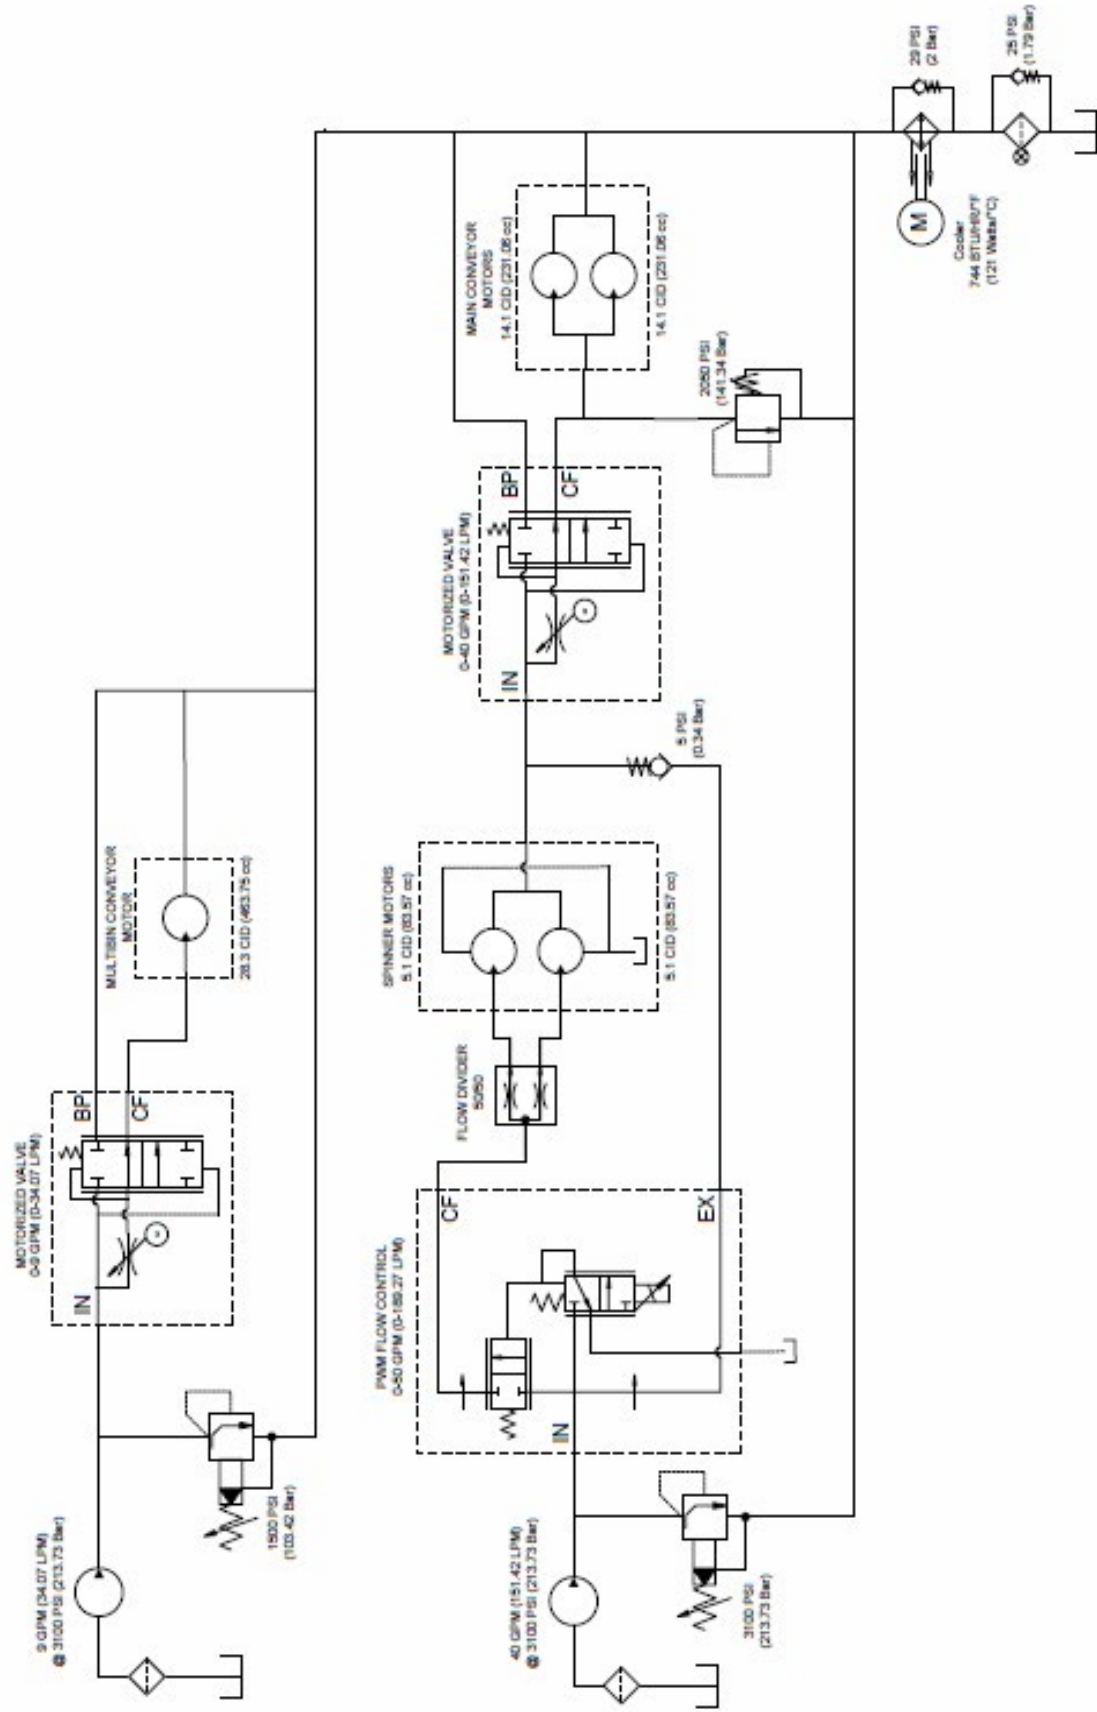 9 GPM (34.07 LPM)
@ 3100 PSI (213.73 Bar)
1500 PSI
(103.42 Bar)
MOTORIZED VALVE
0-9 GPM (0-34.07 LPM)
IN
BP
CF
MULTIBIN CONVEYOR
MOTOR
28.3 CID (463.75 cc)
40 GPM (151.42 LPM)
@ 3100 PSI (213.73 Bar)
3100 PSI
(213.73 Bar)
PWM FLOW CONTROL
0-50 GPM (0-189.27 LPM)
IN
CF
EX
FLOW DIVIDER
50/50
SPINNER MOTORS
5.1 CID (83.57 cc)
5.1 CID (83.57 cc)
5 PSI
(0.34 Bar)
MOTORIZED VALVE
0-40 GPM (0-151.42 LPM)
IN
BP
CF
MAIN CONVEYOR
MOTORS
14.1 CID (231.06 cc)
14.1 CID (231.06 cc)
2050 PSI
(141.34 Bar)
M
Cooler
744 BTU/HR/°F
(121 Watts/°C)
29 PSI
(2 Bar)
(1.79 Bar)